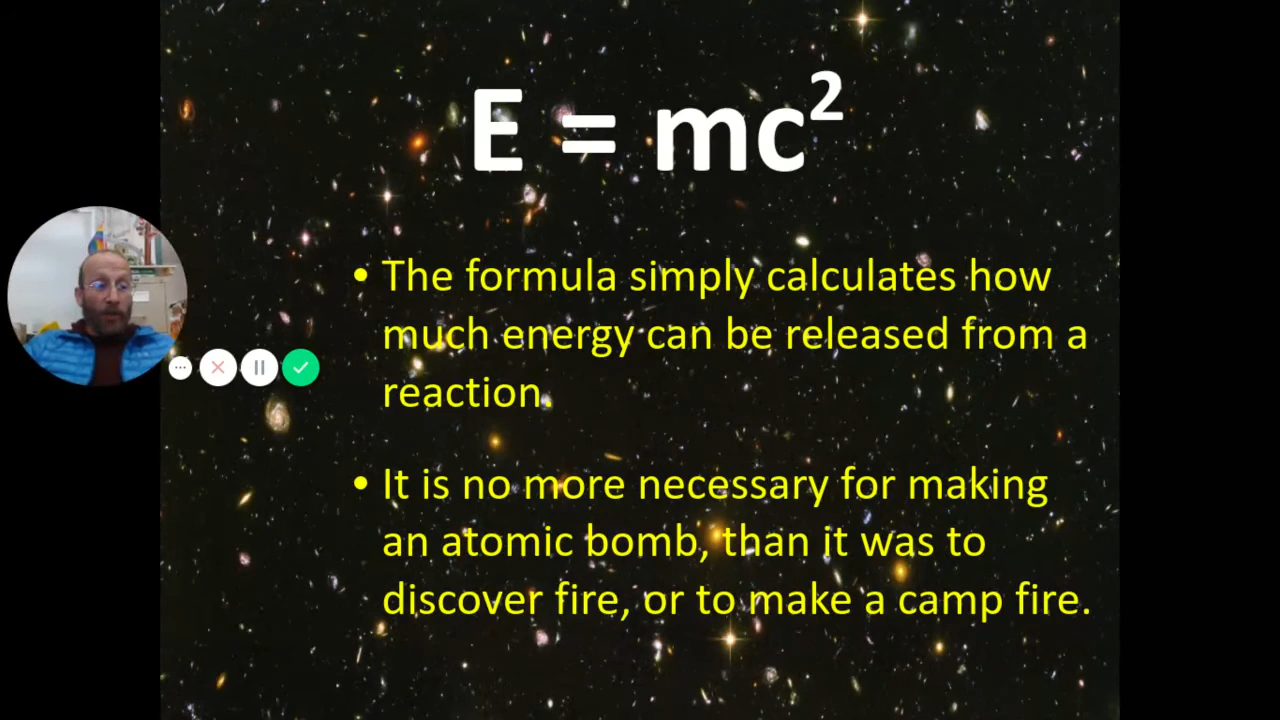 E = mc²
• The formula simply calculates how
much energy can be released from a
reaction.
• It is no more necessary for making
an atomic bomb, than it was to
discover fire, or to make a camp fire.